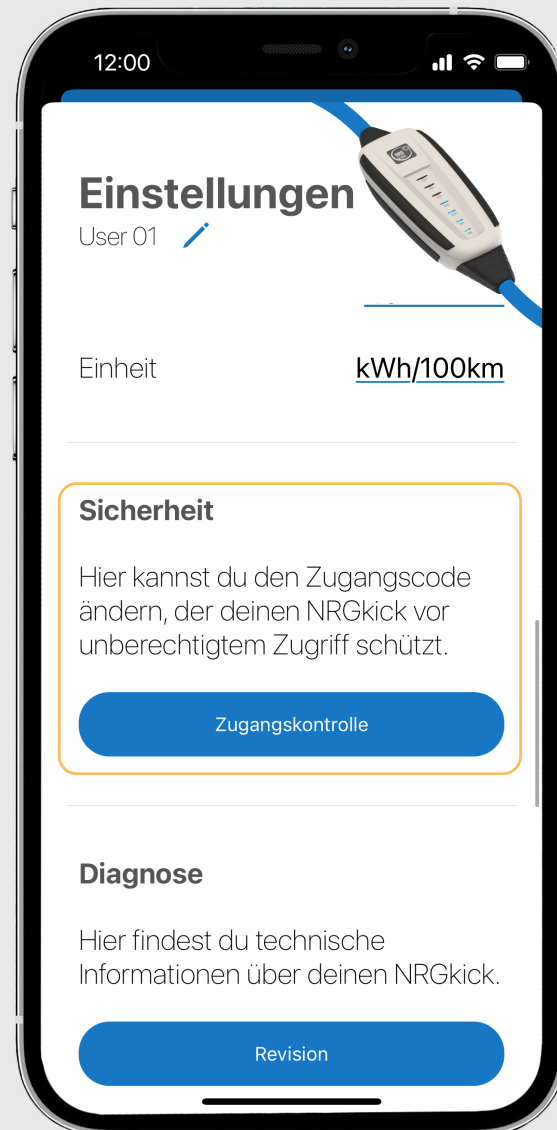 12:00
Einstellungen
User 01
Einheit
kWh/100km
Sicherheit
Hier kannst du den Zugangscode
ändern, der deinen NRGkick vor
unberechtigtem Zugriff schützt.
Zugangskontrolle
Diagnose
Hier findest du technische
Informationen über deinen NRGkick.
Revision